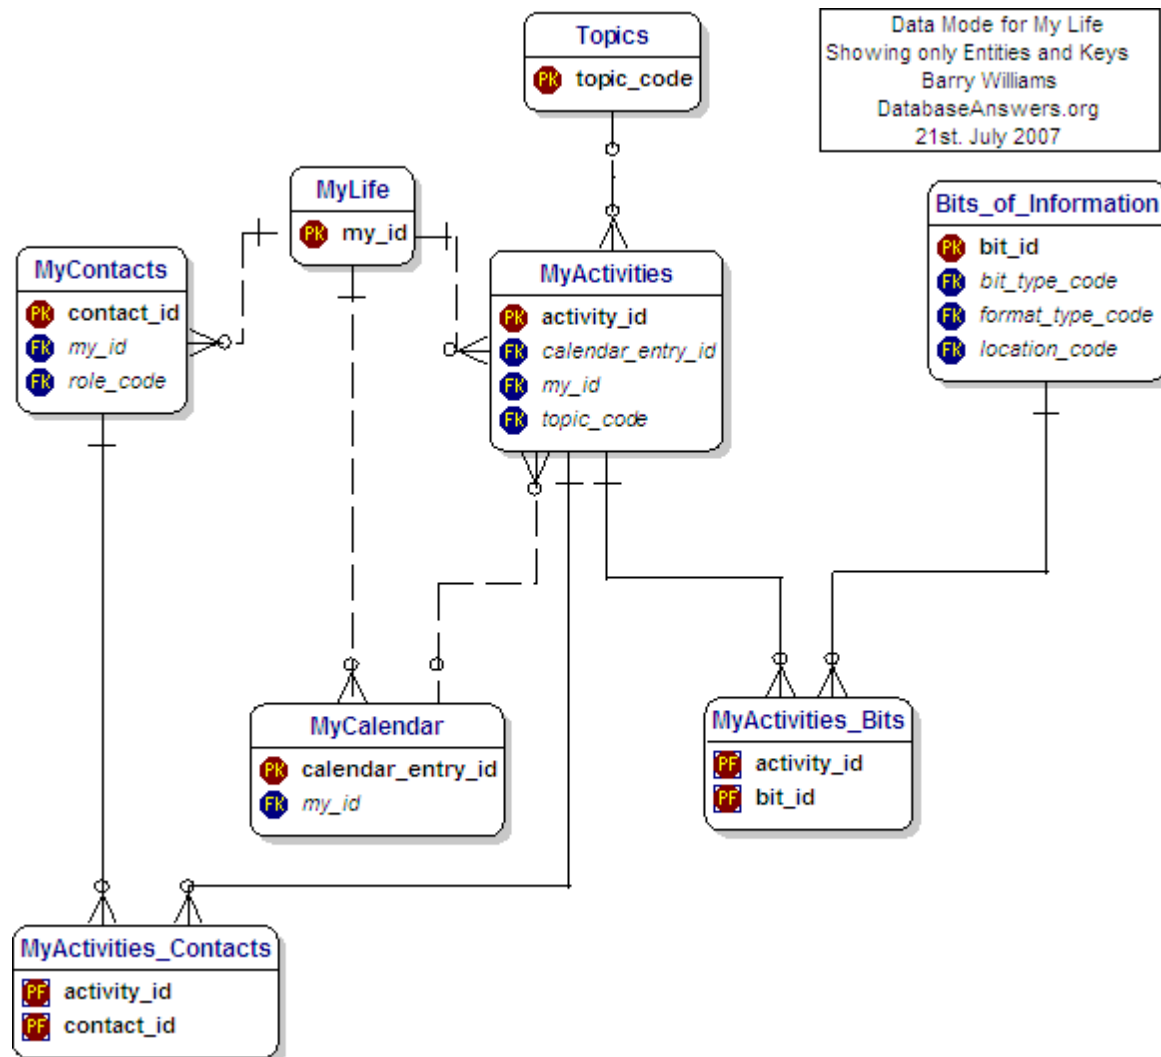 Data Mode for My Life
Showing only Entities and Keys
Barry Williams
DatabaseAnswers.org
21st. July 2007
Topics
PK topic_code
MyLife
PK my_id
Bits_of_Information
PK bit_id
FK bit_type_code
FK format_type_code
FK location_code
MyContacts
PK contact_id
FK my_id
FK role_code
MyActivities
PK activity_id
FK calendar_entry_id
FK my_id
FK topic_code
MyCalendar
PK calendar_entry_id
FK my_id
MyActivities_Bits
PF activity_id
PF bit_id
MyActivities_Contacts
PF activity_id
PF contact_id